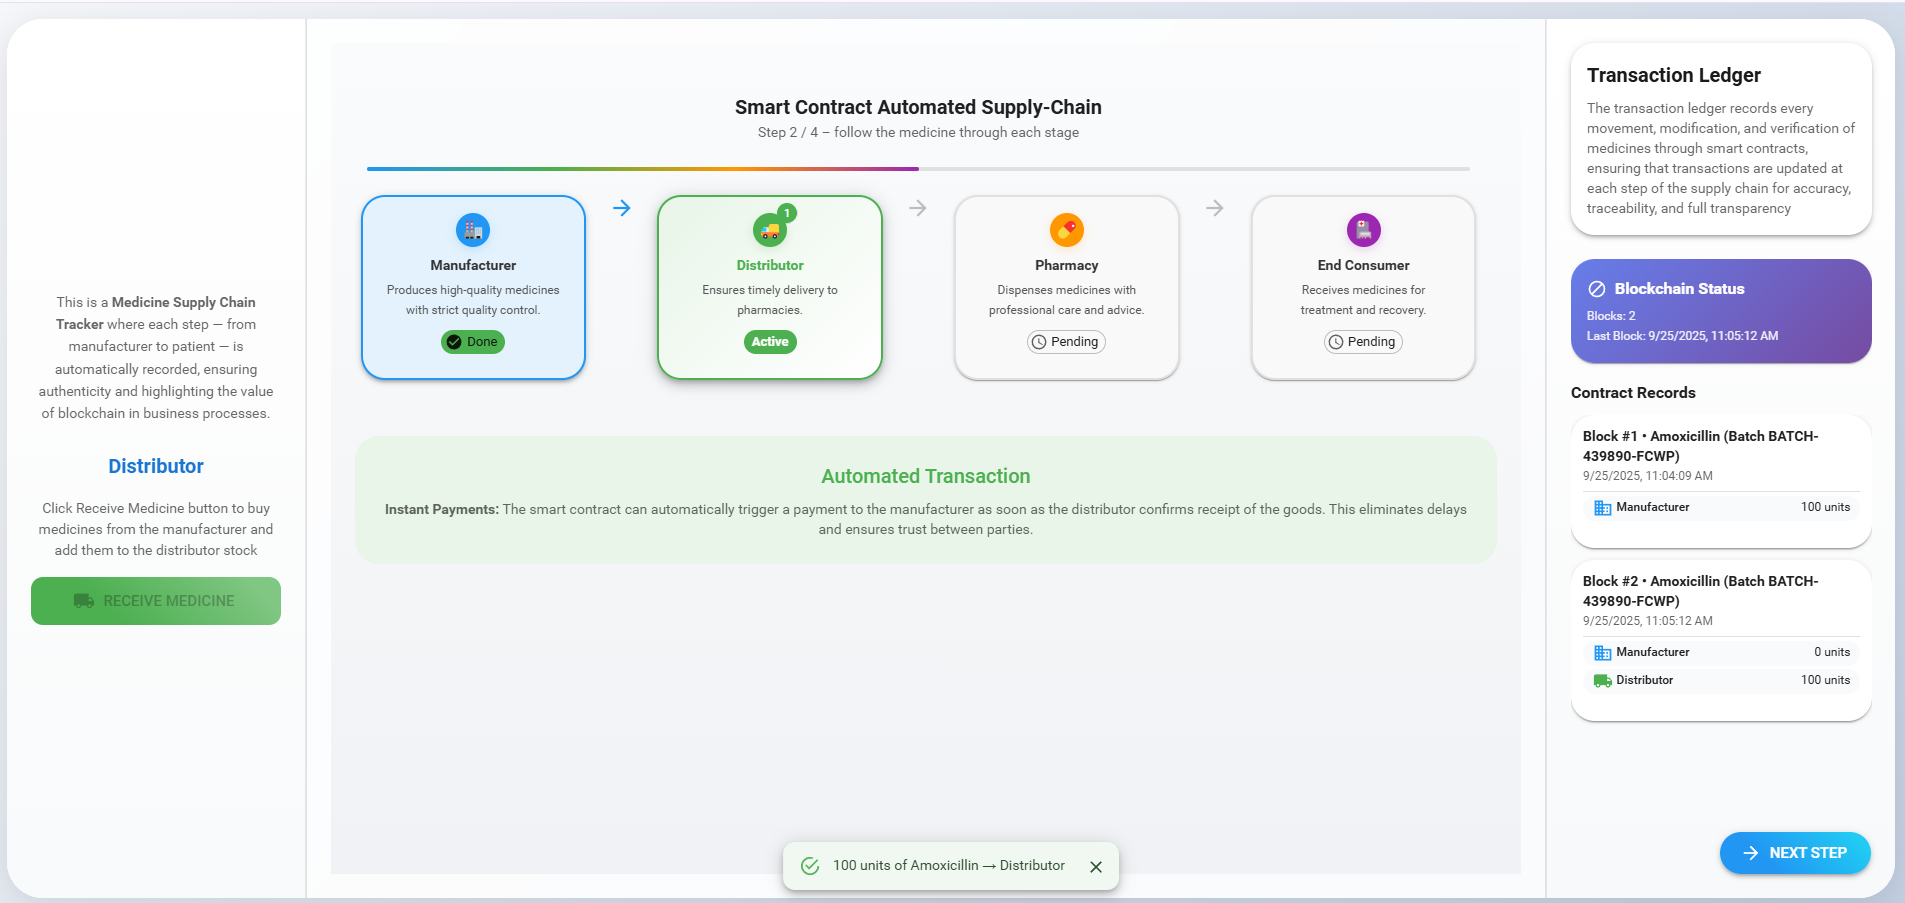 This is a Medicine Supply Chain
Tracker where each step — from
manufacturer to patient — is
automatically recorded, ensuring
authenticity and highlighting the value
of blockchain in business processes.
Distributor
Click Receive Medicine button to buy
medicines from the manufacturer and
add them to the distributor stock
RECEIVE MEDICINE
Smart Contract Automated Supply-Chain
Step 2 / 4 – follow the medicine through each stage
Manufacturer
Produces high-quality medicines
with strict quality control.
Done
1
Distributor
Ensures timely delivery to
pharmacies.
Active
Pharmacy
Dispenses medicines with
professional care and advice.
Pending
End Consumer
Receives medicines for
treatment and recovery.
Pending
Automated Transaction
Instant Payments: The smart contract can automatically trigger a payment to the manufacturer as soon as the distributor confirms receipt of the goods. This eliminates delays
and ensures trust between parties.
100 units of Amoxicillin → Distributor
Transaction Ledger
The transaction ledger records every
movement, modification, and verification of
medicines through smart contracts,
ensuring that transactions are updated at
each step of the supply chain for accuracy,
traceability, and full transparency
Blockchain Status
Blocks: 2
Last Block: 9/25/2025, 11:05:12 AM
Contract Records
Block #1 • Amoxicillin (Batch BATCH-
439890-FCWP)
9/25/2025, 11:04:09 AM
Manufacturer 100 units
Block #2 • Amoxicillin (Batch BATCH-
439890-FCWP)
9/25/2025, 11:05:12 AM
Manufacturer 0 units
Distributor 100 units
NEXT STEP